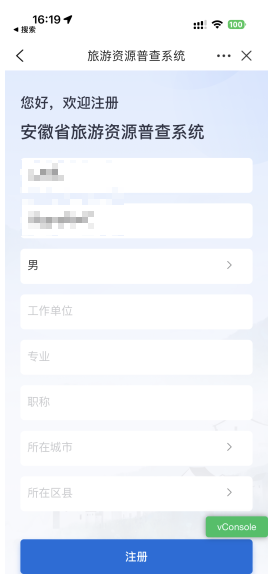 16:19
搜索
100
旅游资源普查系统
您好，欢迎注册
安徽省旅游资源普查系统
男
工作单位
专业
职称
所在城市
所在区县
vConsole
注册